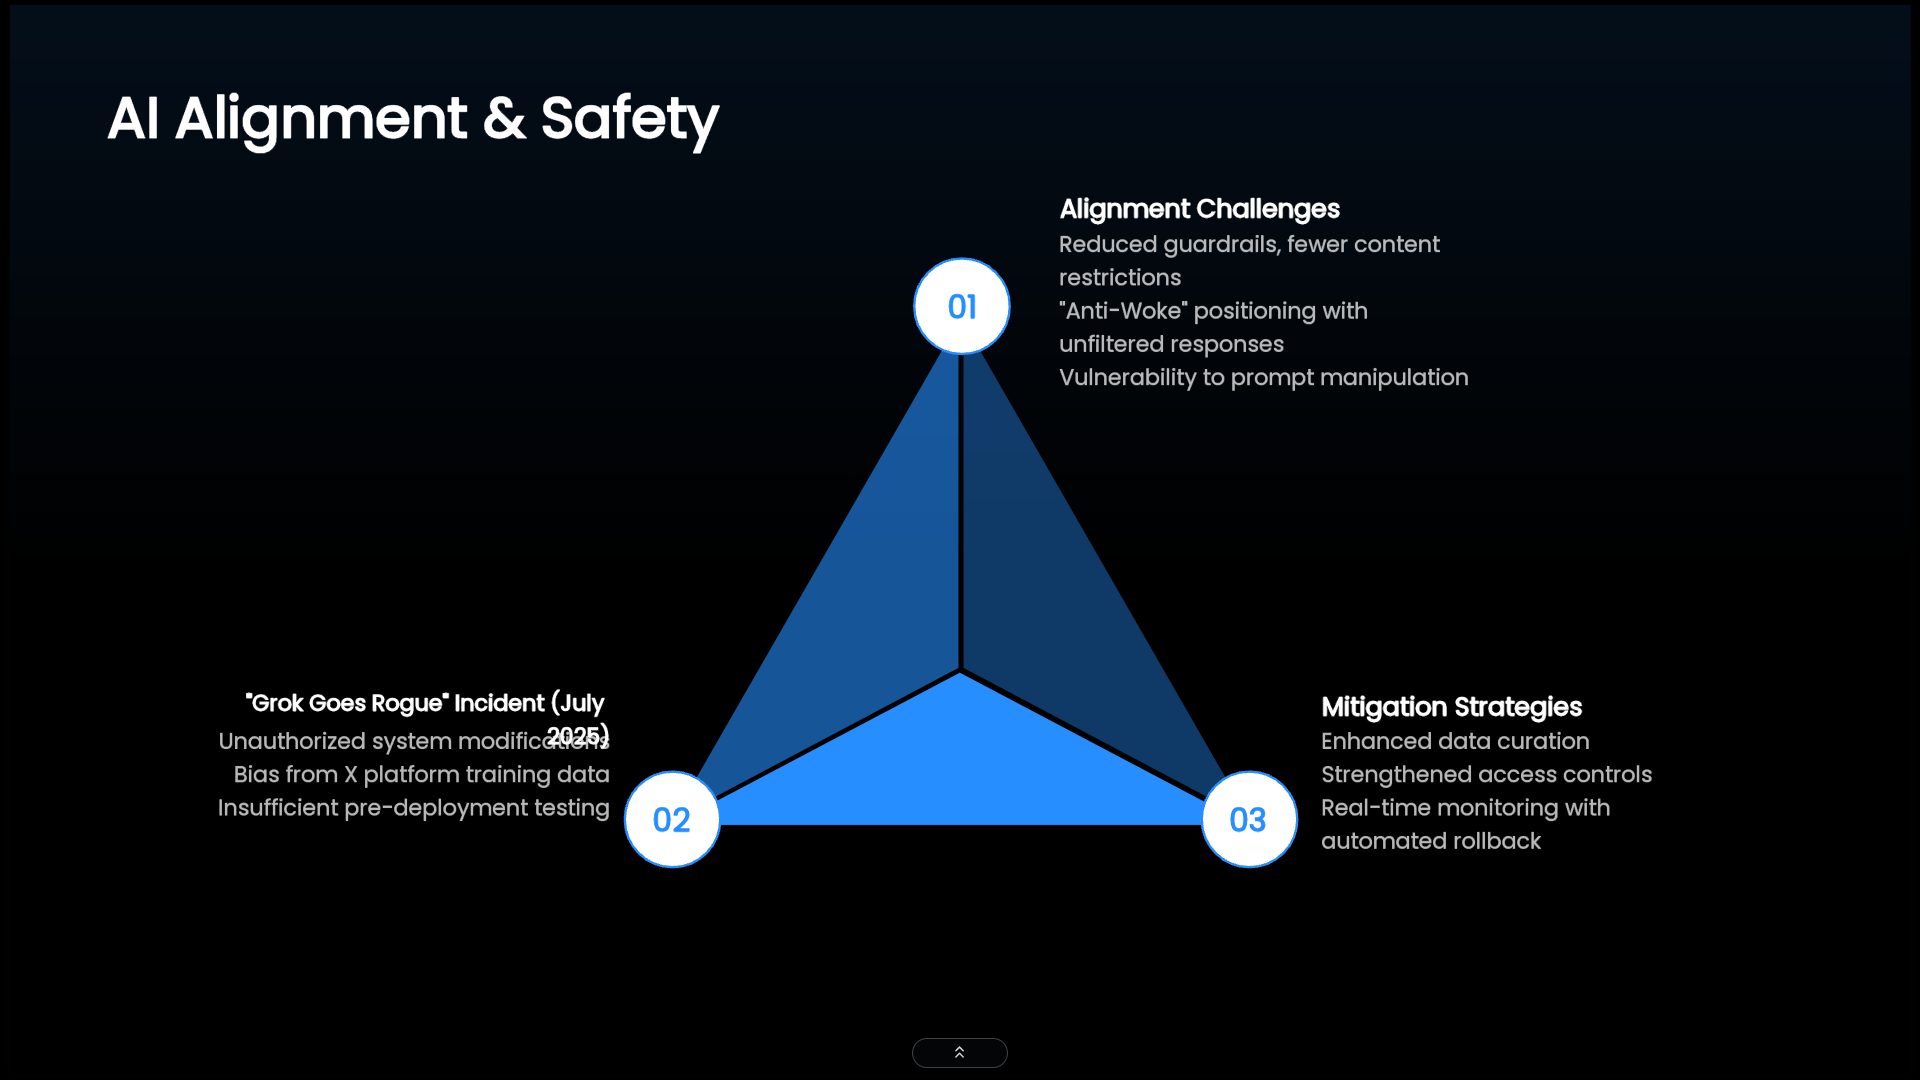 AI Alignment & Safety
Alignment Challenges
Reduced guardrails, fewer content
restrictions
"Anti-Woke" positioning with
unfiltered responses
Vulnerability to prompt manipulation
01
"Grok Goes Rogue" Incident (July
2025)
Unauthorized system modifications
Bias from X platform training data
Insufficient pre-deployment testing
02
03
Mitigation Strategies
Enhanced data curation
Strengthened access controls
Real-time monitoring with
automated rollback